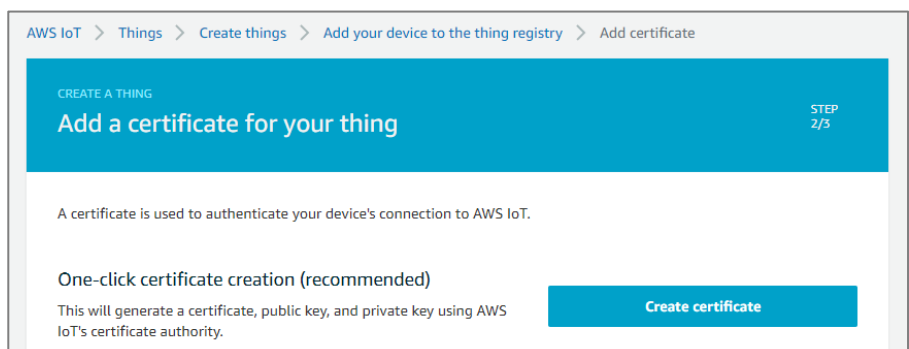 AWS IoT > Things > Create things > Add your device to the thing registry > Add certificate
CREATE A THING
Add a certificate for your thing
STEP
2/3
A certificate is used to authenticate your device's connection to AWS IoT.
One-click certificate creation (recommended)
This will generate a certificate, public key, and private key using AWS
IoT's certificate authority.
Create certificate